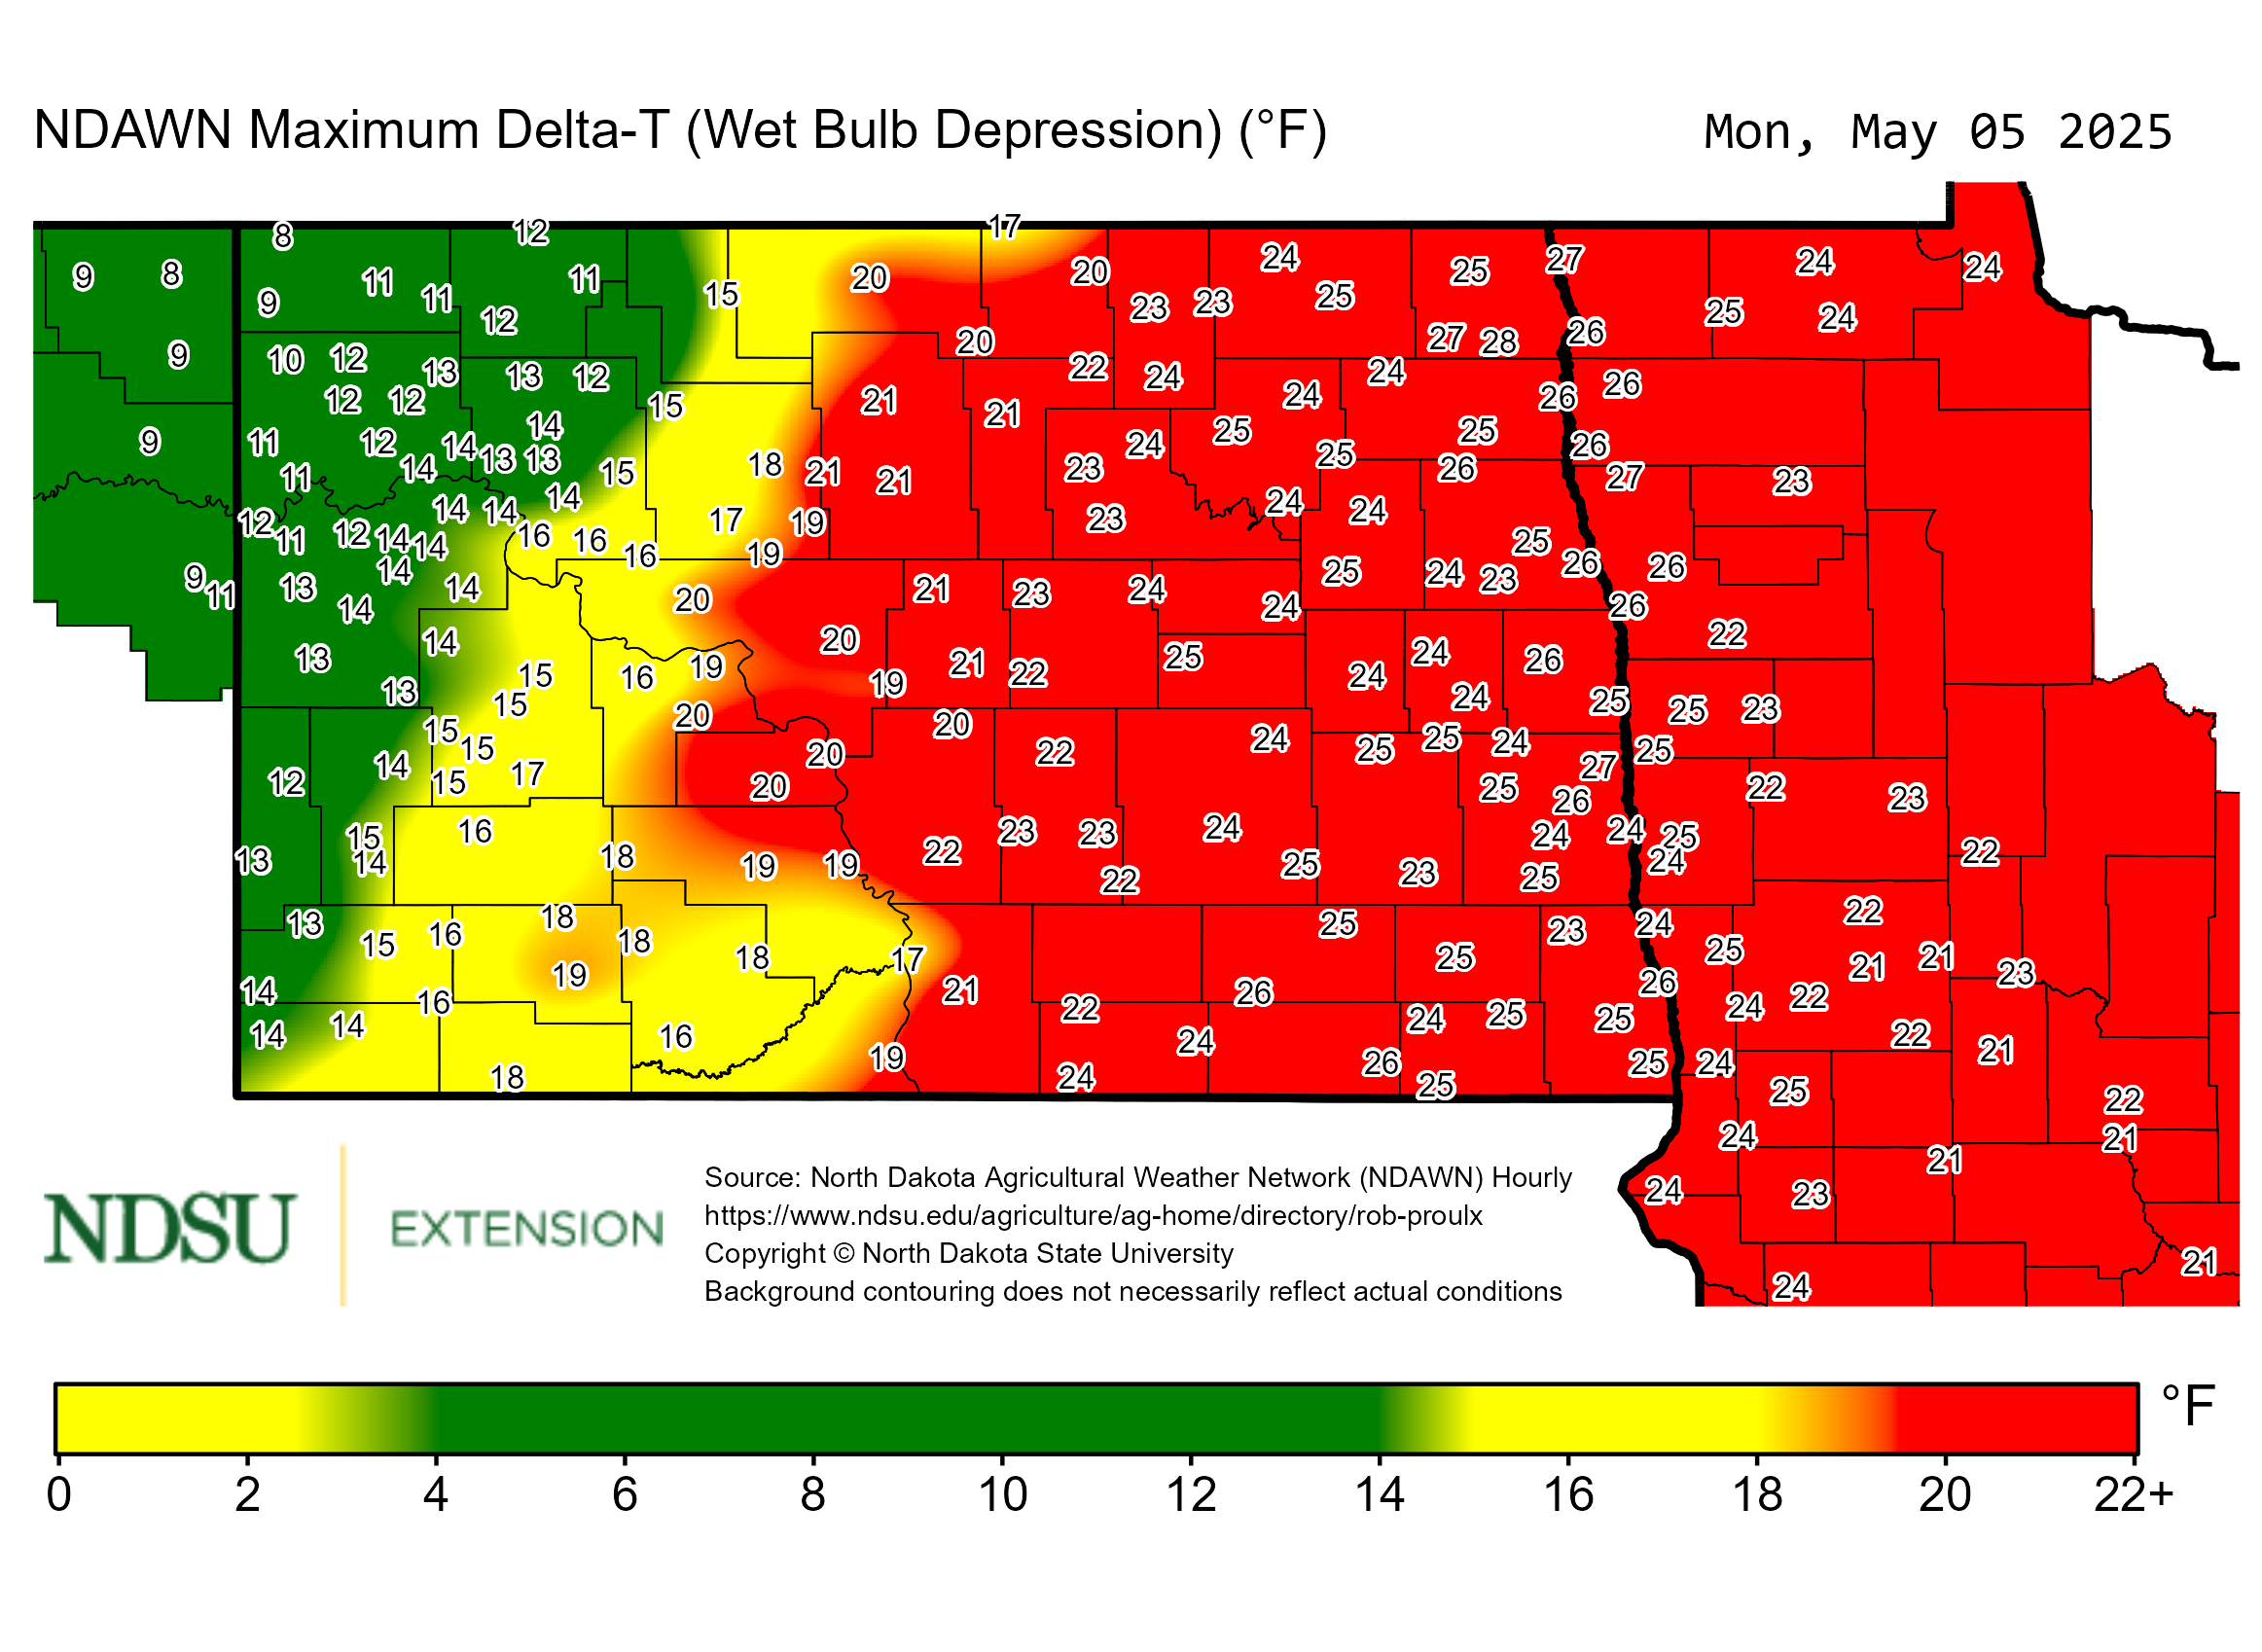 NDAWN Maximum Delta-T (Wet Bulb Depression) (°F)
Mon, May 05 2025
8 12 17
9 8 11 11 15 20 20 24 25 27 24 24
9 11 12 23 23 25 25 24
9 10 12 13 13 12 20 22 24 24 27 28 26
12 12 15 21 21 24 26 26
9 11 12 14 14 13 13 18 24 25 25 25 26
11 14 15 21 21 23 26 27 23
12 14 14 14 17 19 23 24 24
11 12 14 14 16 16 16 19 25 26 26
9 11 13 14 14 20 21 23 24 25 24 23
14 24 26
13 14 15 16 19 20 21 22 25 24 24 26 22
13 15 20 19 24 25 25 23
12 14 15 15 15 17 20 20 20 22 24 25 25 24 27 25
25 26 22 23
13 15 14 16 18 19 19 22 23 23 22 24 25 23 24 25 24 25 24 22
13 15 16 18 18 25 23 24 22
14 16 19 18 17 21 22 26 25 26 25 24 22 21 21 23
14 14 16 19 24 24 25 25 22 21
18 24 26 25 25 24 25 22
24 21 21
24 23
24 21
NDSU
EXTENSION
Source: North Dakota Agricultural Weather Network (NDAWN) Hourly
https://www.ndsu.edu/agriculture/ag-home/directory/rob-proulx
Copyright © North Dakota State University
Background contouring does not necessarily reflect actual conditions
°F
0 2 4 6 8 10 12 14 16 18 20 22+